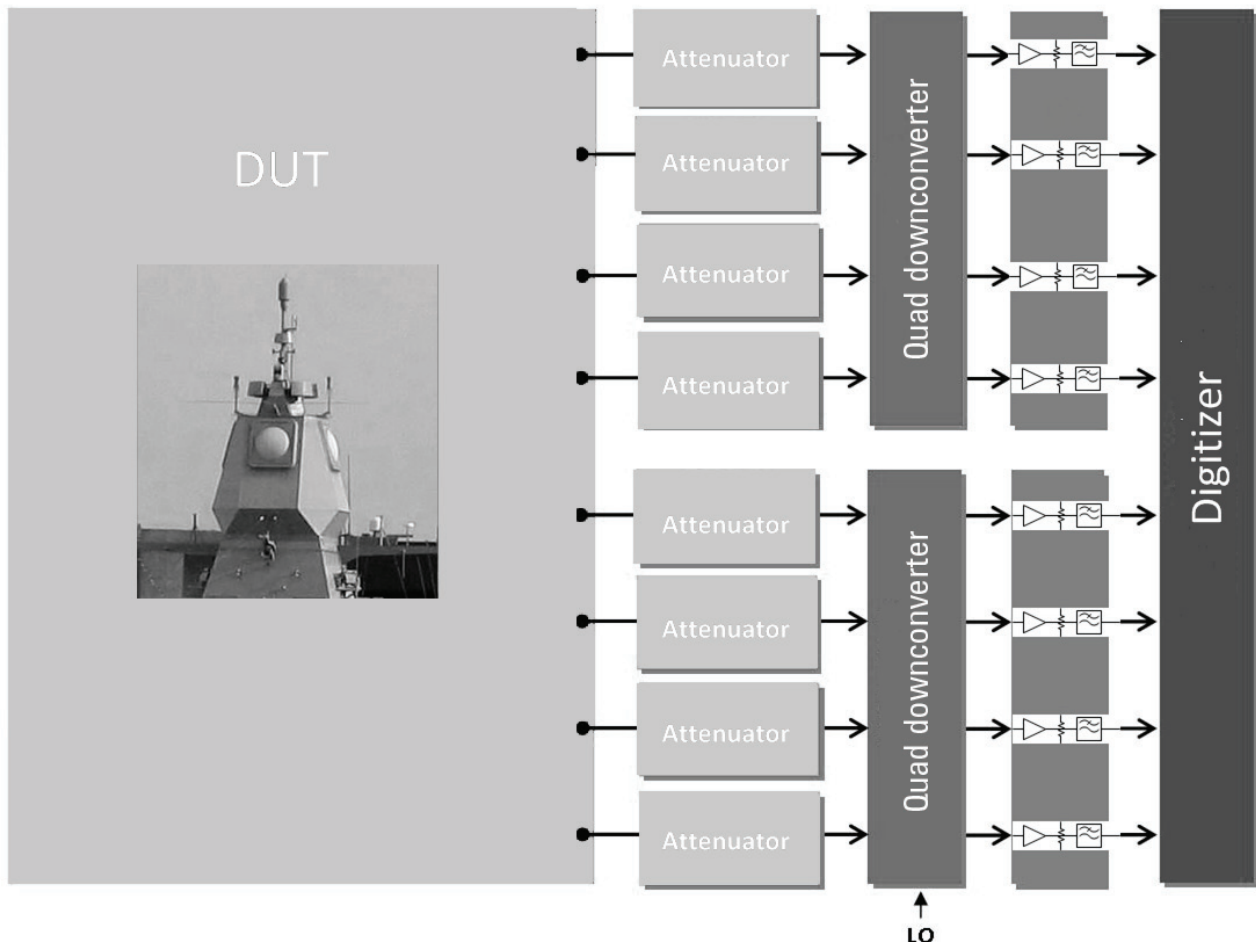 DUT
Attenuator
Attenuator
Attenuator
Attenuator
Attenuator
Attenuator
Attenuator
Attenuator
Quad downconverter
Quad downconverter
Digitizer
LO